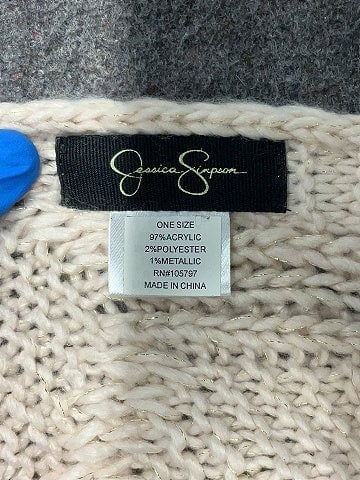 Jessica Simpson
ONE SIZE
97%ACRYLIC
2%POLYESTER
1%METALLIC
RN#105797
MADE IN CHINA